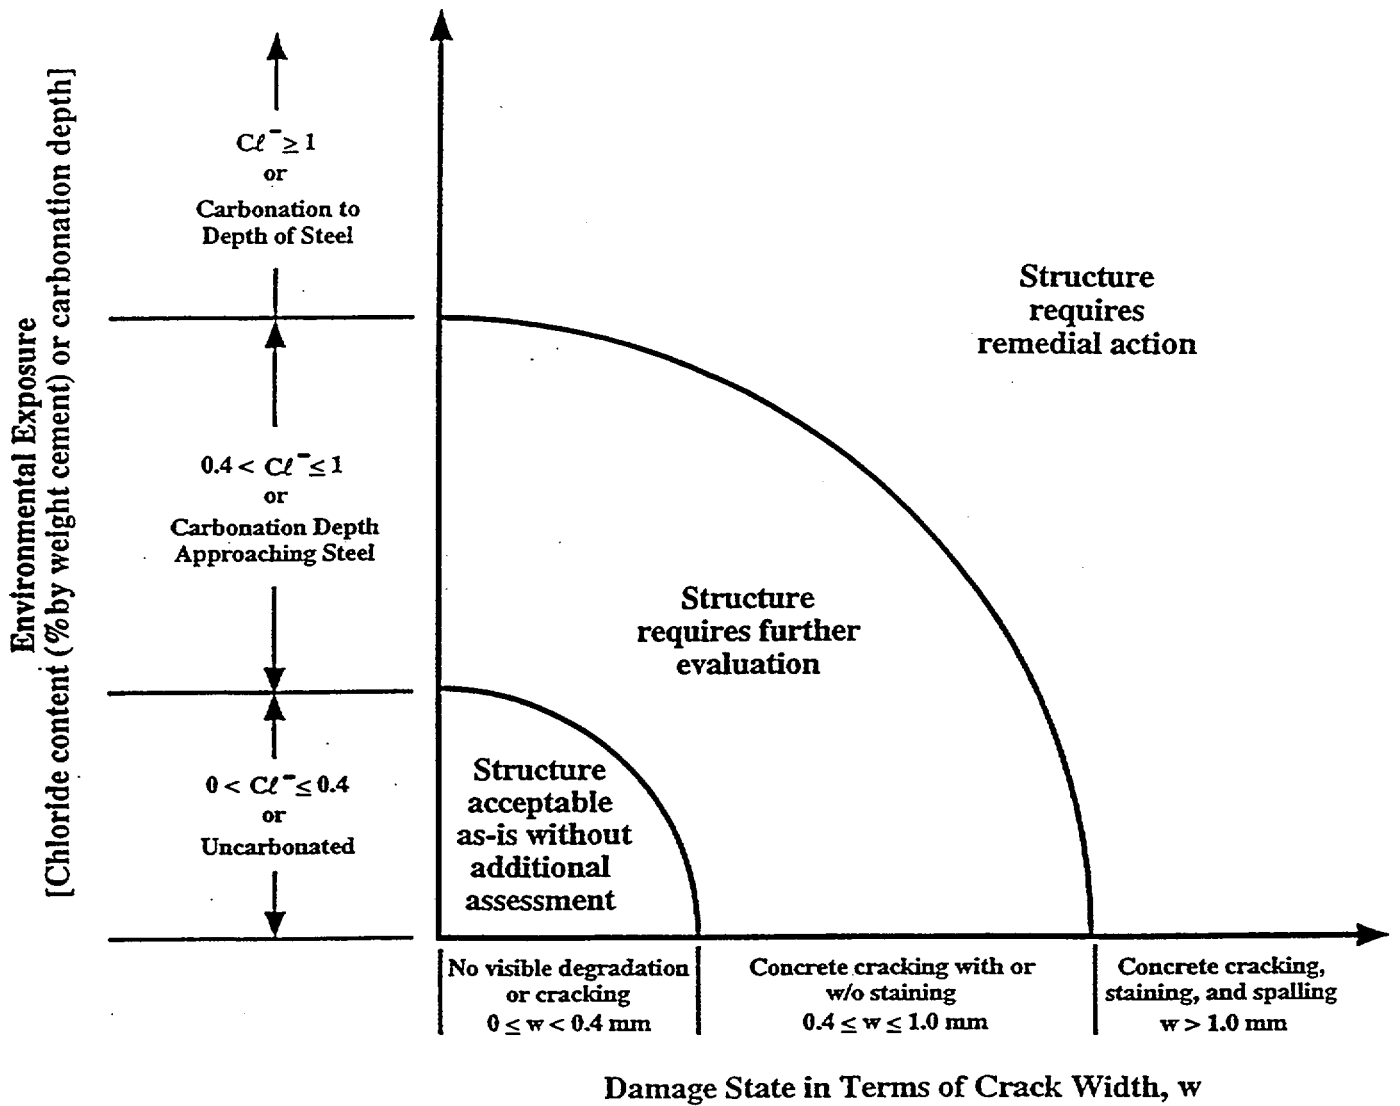 Environmental Exposure
[Chloride content (%by weight cement) or carbonation depth]
Cℓ⁻ ≥ 1
or
Carbonation to
Depth of Steel
0.4 < Cℓ⁻ ≤ 1
or
Carbonation Depth
Approaching Steel
0 < Cℓ⁻ ≤ 0.4
or
Uncarbonated
Structure
requires
remedial action
Structure
requires further
evaluation
Structure
acceptable
as-is without
additional
assessment
No visible degradation
or cracking
0 ≤ w < 0.4 mm
Concrete cracking with or
w/o staining
0.4 ≤ w ≤ 1.0 mm
Concrete cracking,
staining, and spalling
w > 1.0 mm
Damage State in Terms of Crack Width, w